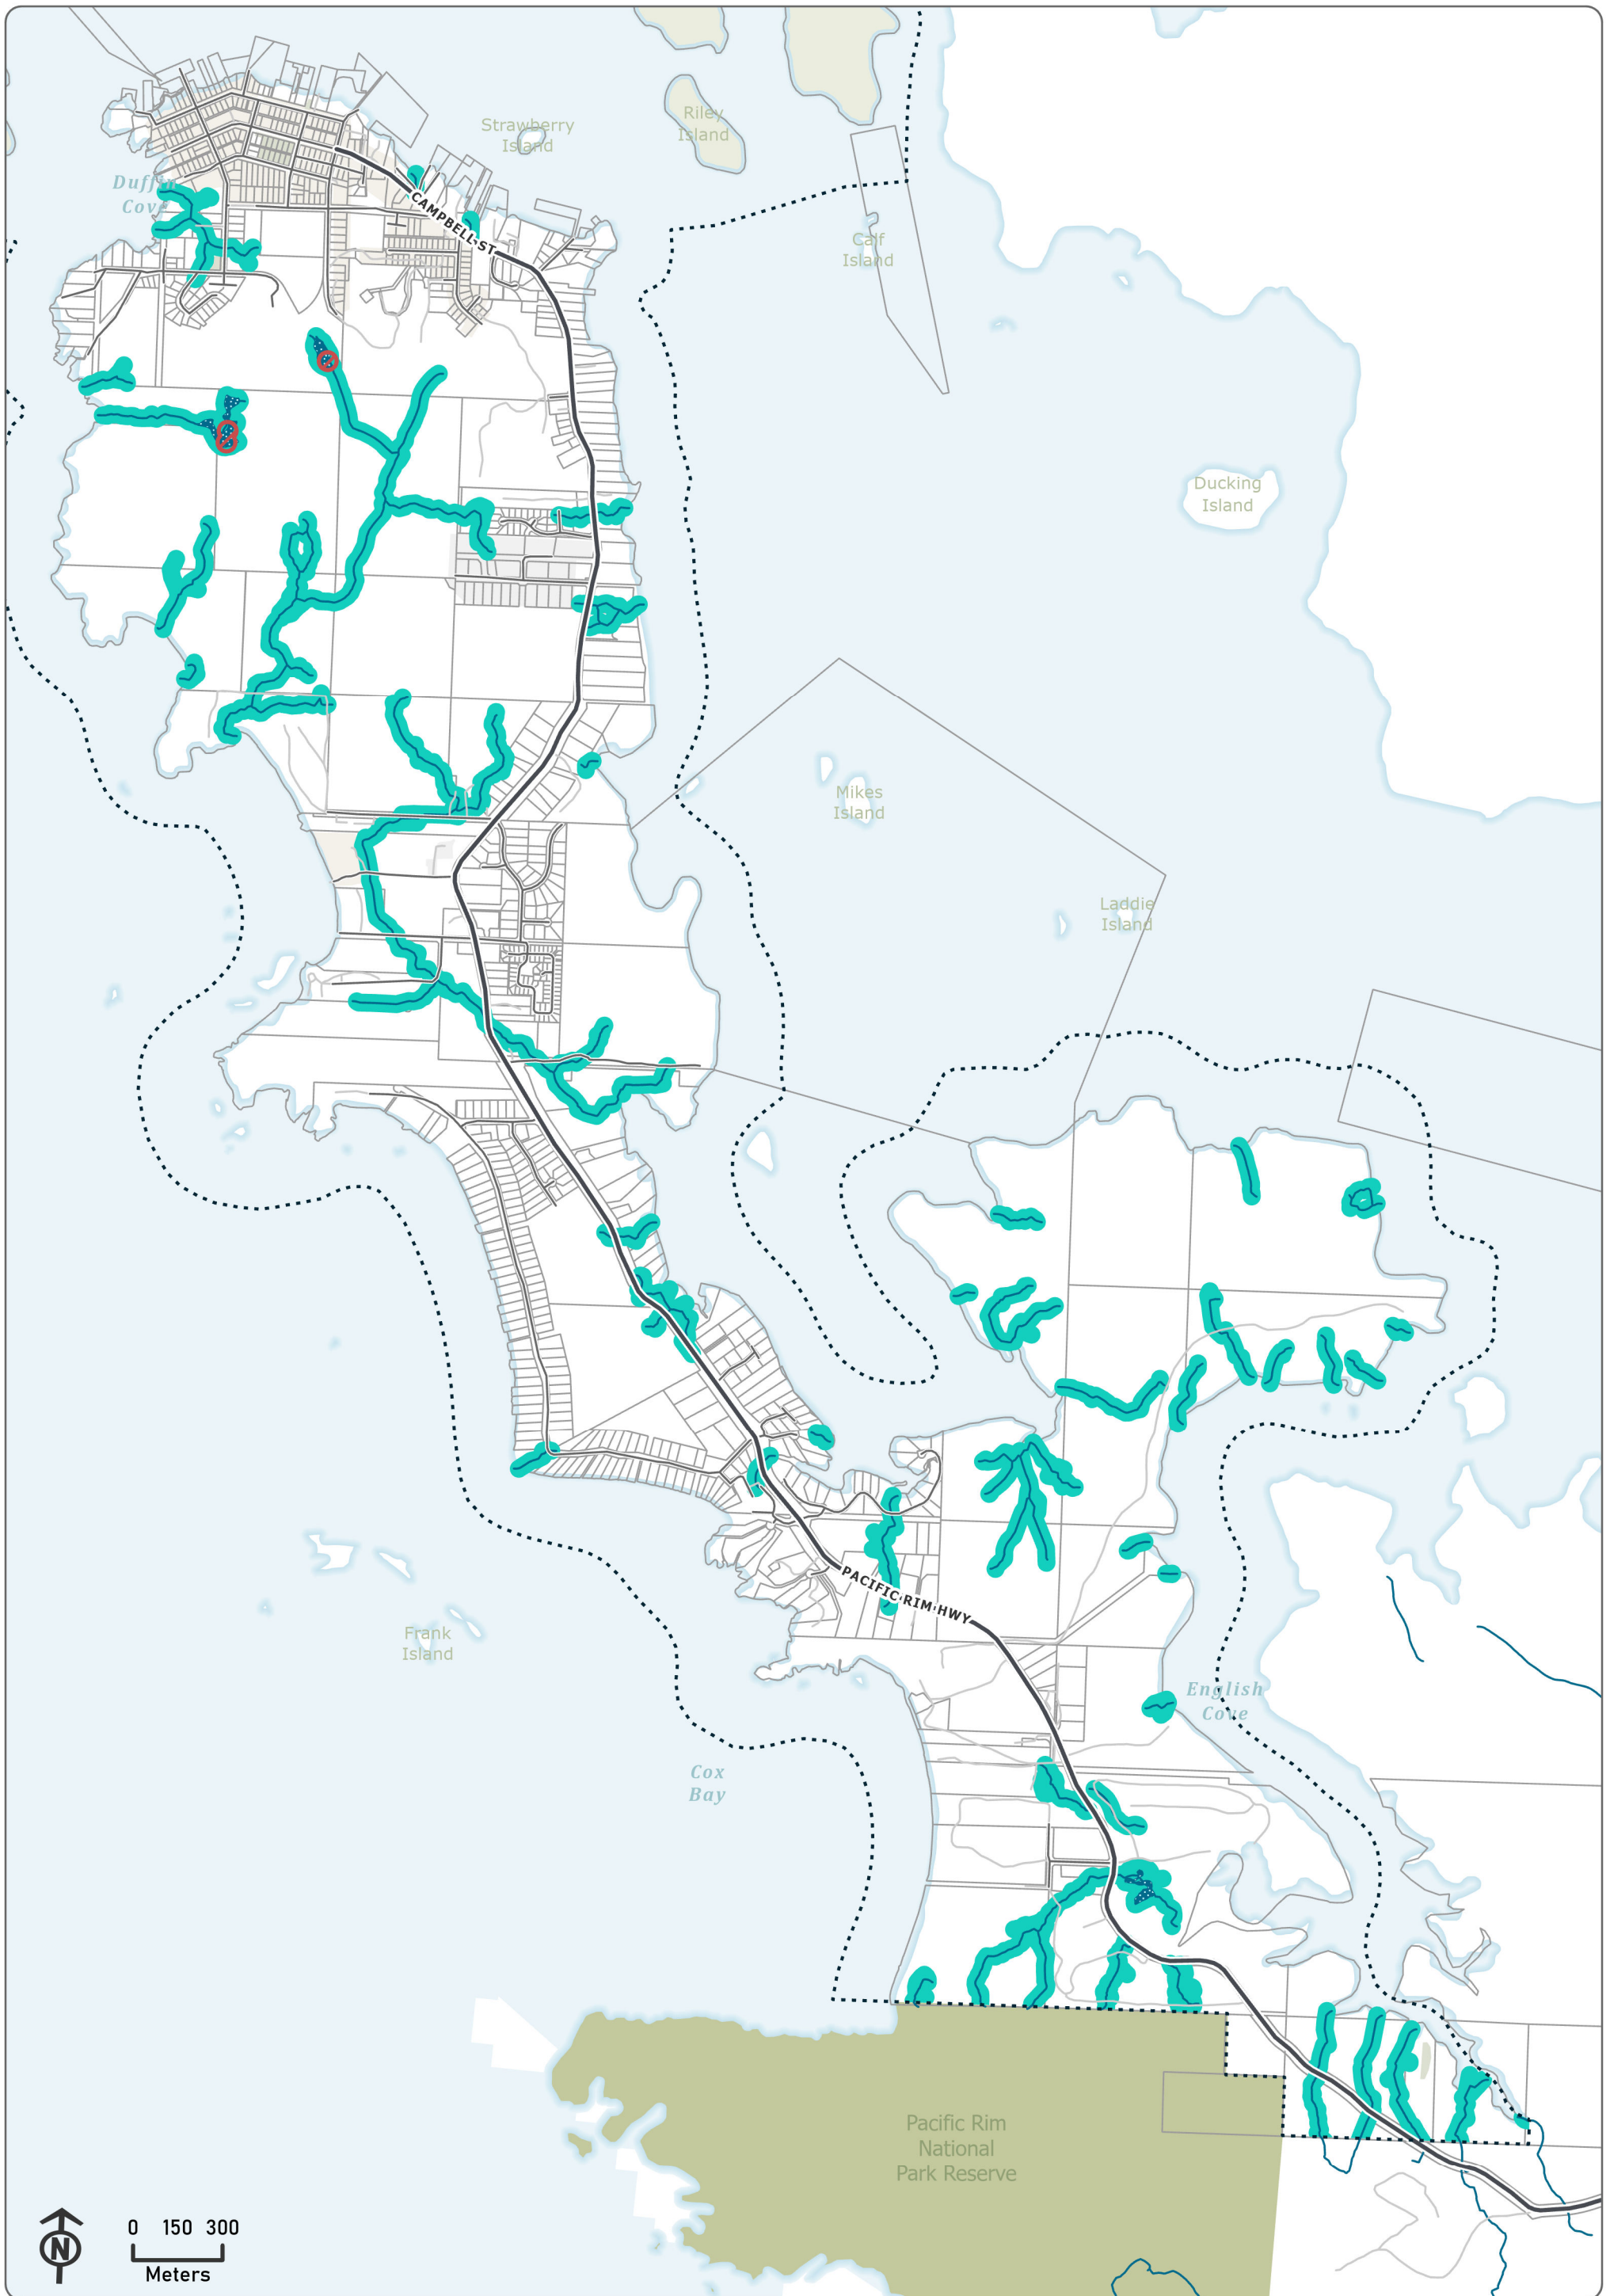 Strawberry
Island
Riley
Island
Duffin
Cove
CAMPBELL ST
Calf
Island
Ducking
Island
Mikes
Island
Laddie
Island
PACIFIC RIM HWY
Frank
Island
English
Cove
Cox
Bay
Pacific Rim
National
Park Reserve
N
0 150 300
Meters